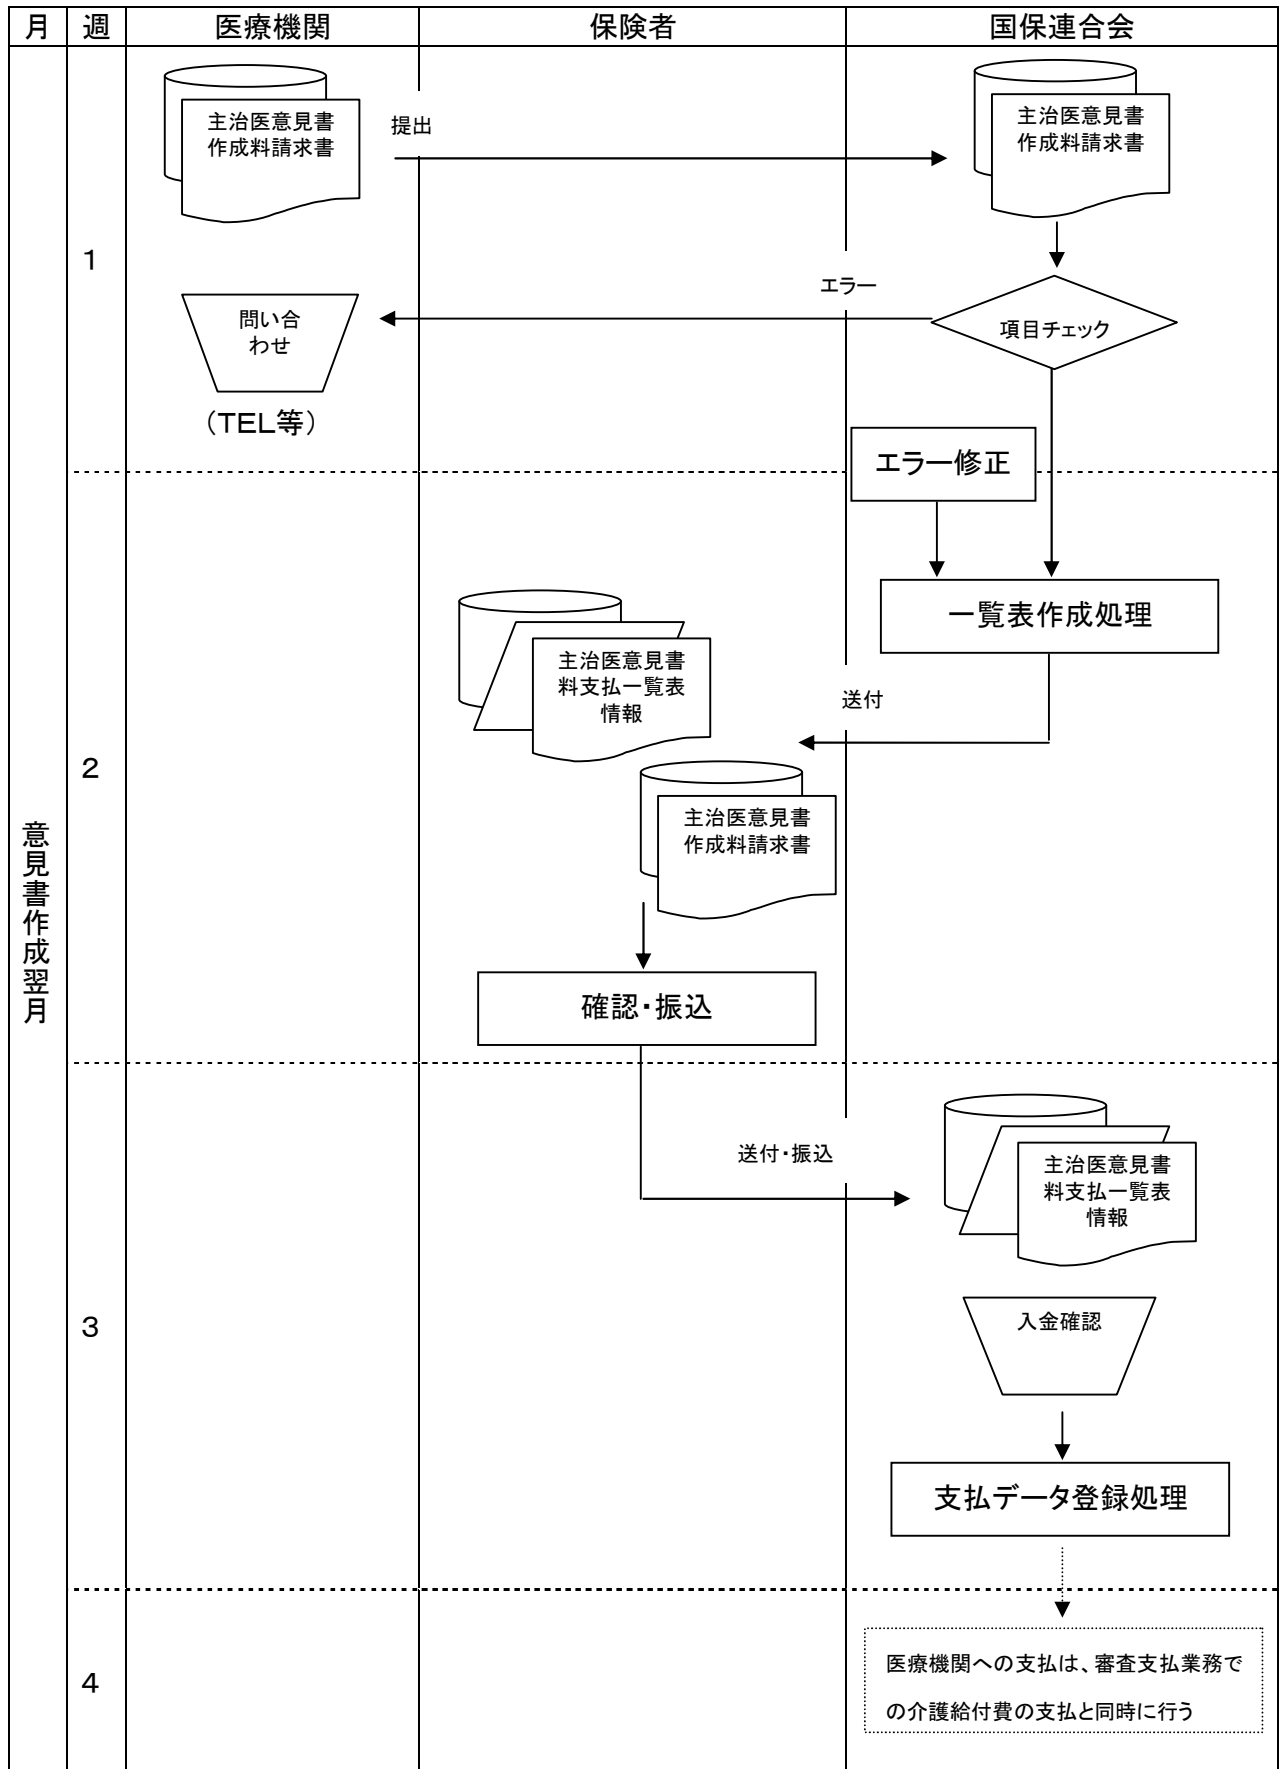 月 週 医療機関 保険者 国保連合会
主治医意見書
作成料請求書
提出
主治医意見書
作成料請求書
1
エラー
項目チェック
問い合
わせ
（TEL等）
エラー修正
一覧表作成処理
主治医意見書
料支払一覧表
情報
送付
2
主治医意見書
作成料請求書
意見書作成翌月
確認・振込
送付・振込
主治医意見書
料支払一覧表
情報
3
入金確認
支払データ登録処理
4
医療機関への支払は、審査支払業務で
の介護給付費の支払と同時に行う